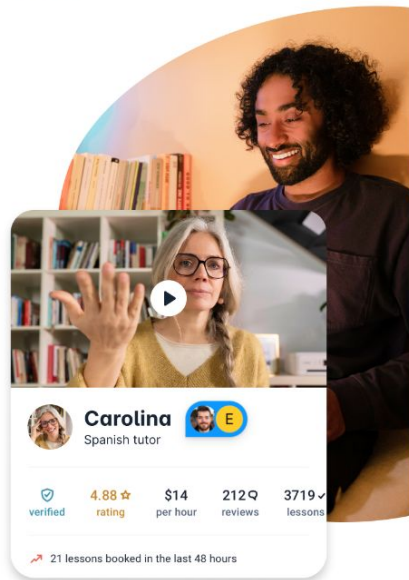 Carolina
E
Spanish tutor
4.88 $14 212 3719
verified rating per hour reviews lessons
21 lessons booked in the last 48 hours